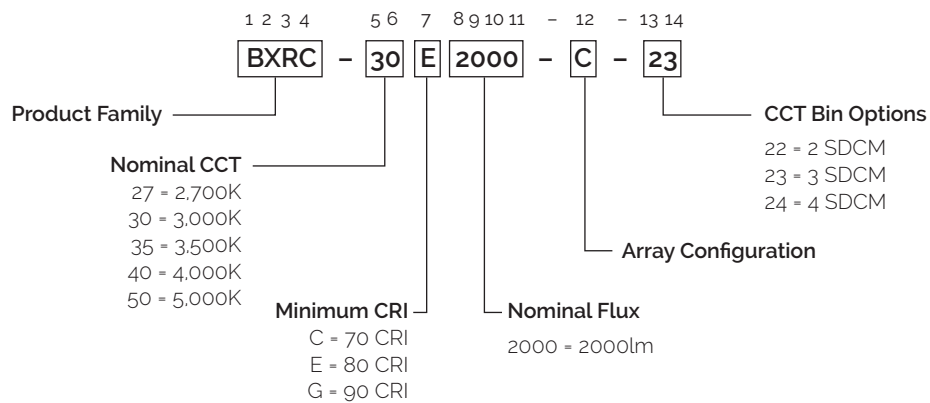 1 2 3 4 5 6 7 8 9 10 11 – 12 – 13 14
BXRC – 30 E 2000 – C – 23
Product Family
CCT Bin Options
22 = 2 SDCM
23 = 3 SDCM
24 = 4 SDCM
Nominal CCT
27 = 2,700K
30 = 3,000K
35 = 3,500K
40 = 4,000K
50 = 5,000K
Array Configuration
Minimum CRI
C = 70 CRI
E = 80 CRI
G = 90 CRI
Nominal Flux
2000 = 2000lm